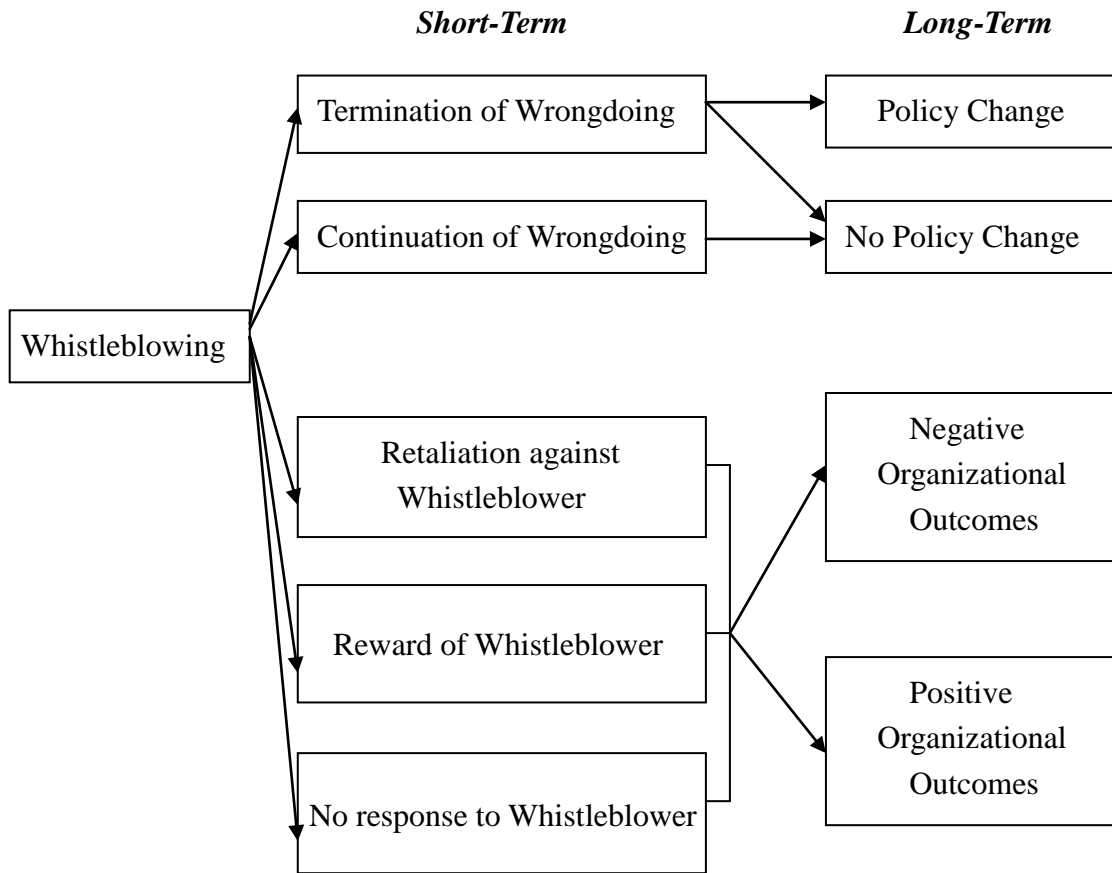 Short-Term
Long-Term
Termination of Wrongdoing
Policy Change
Continuation of Wrongdoing
No Policy Change
Whistleblowing
Retaliation against
Whistleblower
Negative
Organizational
Outcomes
Reward of Whistleblower
Positive
Organizational
Outcomes
No response to Whistleblower